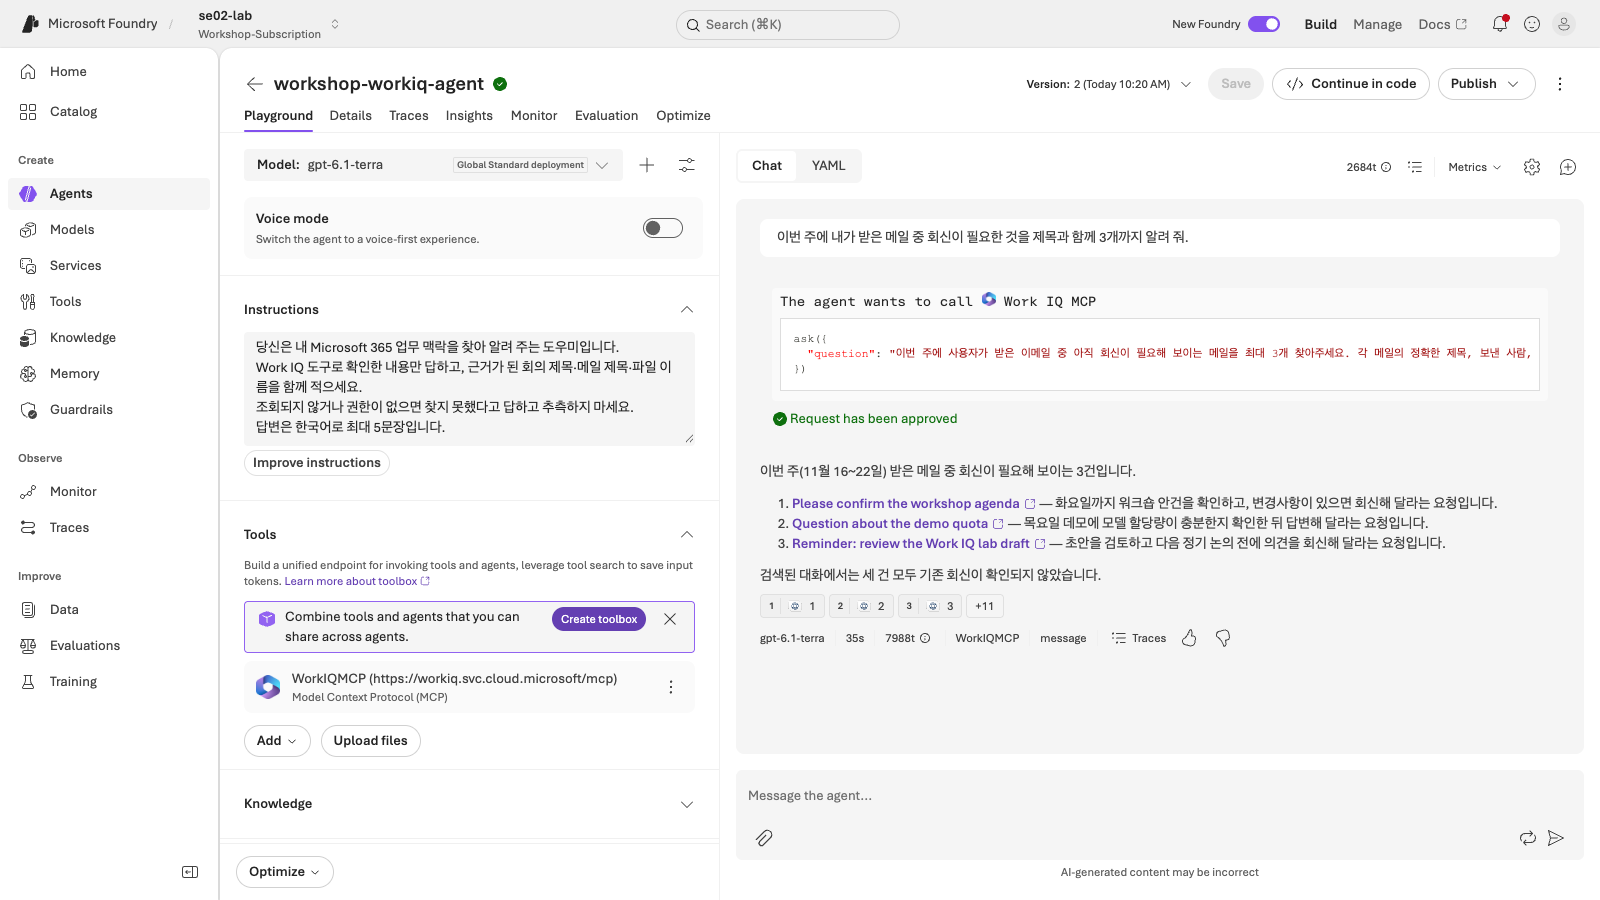 Microsoft Foundry
/
se02-lab
Workshop-Subscription
Search (⌘K)
New Foundry
Build
Manage
Docs
Home
Catalog
Create
Agents
Models
Services
Tools
Knowledge
Memory
Guardrails
Observe
Monitor
Traces
Improve
Data
Evaluations
Training
workshop-workiq-agent
Version: 2 (Today 10:20 AM)
Save
Continue in code
Publish
Playground
Details
Traces
Insights
Monitor
Evaluation
Optimize
Model: gpt-6.1-terra
Global Standard deployment
Voice mode
Switch the agent to a voice-first experience.
Instructions
당신은 내 Microsoft 365 업무 맥락을 찾아 알려 주는 도우미입니다.
Work IQ 도구로 확인한 내용만 답하고, 근거가 된 회의 제목·메일 제목·파일 이
름을 함께 적으세요.
조회되지 않거나 권한이 없으면 찾지 못했다고 답하고 추측하지 마세요.
답변은 한국어로 최대 5문장입니다.
Improve instructions
Tools
Build a unified endpoint for invoking tools and agents, leverage tool search to save input
tokens. Learn more about toolbox
Combine tools and agents that you can
share across agents.
Create toolbox
WorkIQMCP (https://workiq.svc.cloud.microsoft/mcp)
Model Context Protocol (MCP)
Add
Upload files
Knowledge
Optimize
Chat
YAML
2684t
Metrics
이번 주에 내가 받은 메일 중 회신이 필요한 것을 제목과 함께 3개까지 알려 줘.
The agent wants to call Work IQ MCP
ask({
"question": "이번 주에 사용자가 받은 이메일 중 아직 회신이 필요해 보이는 메일을 최대 3개 찾아주세요. 각 메일의 정확한 제목, 보낸 사람,
})
Request has been approved
이번 주(11월 16~22일) 받은 메일 중 회신이 필요해 보이는 3건입니다.
1. Please confirm the workshop agenda — 화요일까지 워크숍 안건을 확인하고, 변경사항이 있으면 회신해 달라는 요청입니다.
2. Question about the demo quota — 목요일 데모에 모델 할당량이 충분한지 확인한 뒤 답변해 달라는 요청입니다.
3. Reminder: review the Work IQ lab draft — 초안을 검토하고 다음 정기 논의 전에 의견을 회신해 달라는 요청입니다.
검색된 대화에서는 세 건 모두 기존 회신이 확인되지 않았습니다.
1 1
2 2
3 3
+11
gpt-6.1-terra
35s
7988t
WorkIQMCP
message
Traces
Message the agent...
AI-generated content may be incorrect